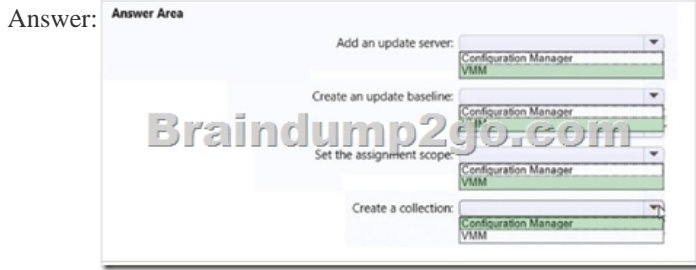 Answer:
Answer Area
Add an update server:
Configuration Manager
VMM
Create an update baseline:
Configuration Manager
VMM
Braindump2go.com
Set the assignment scope:
Configuration Manager
VMM
Create a collection:
Configuration Manager
VMM